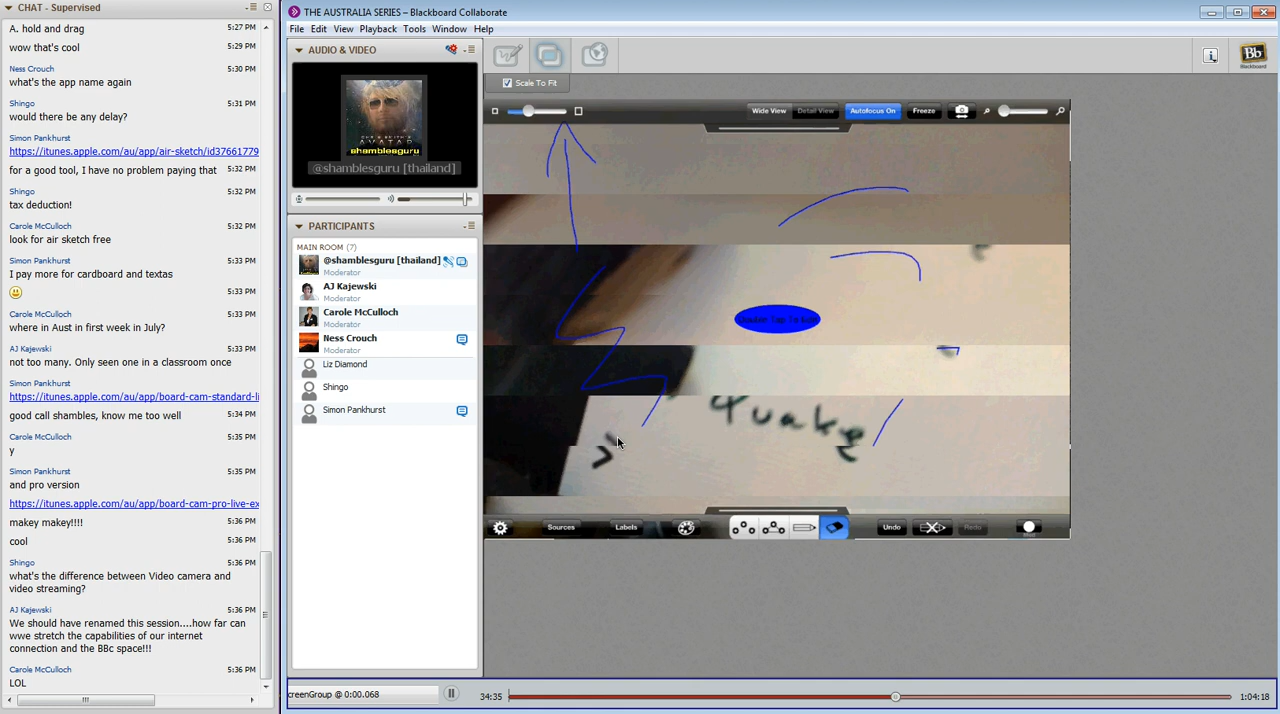 CHAT - Supervised
A. hold and drag 5:27 PM
wow that's cool 5:29 PM
Ness Crouch 5:30 PM
what's the app name again
Shingo 5:31 PM
would there be any delay?
Simon Pankhurst
https://itunes.apple.com/au/app/air-sketch/id37661779
for a good tool, I have no problem paying that 5:32 PM
Shingo 5:32 PM
tax deduction!
Carole McCulloch 5:32 PM
look for air sketch free
Simon Pankhurst 5:33 PM
I pay more for cardboard and textas
5:33 PM
Carole McCulloch 5:33 PM
where in Aust in first week in July?
AJ Kajewski 5:33 PM
not too many. Only seen one in a classroom once
Simon Pankhurst
https://itunes.apple.com/au/app/board-cam-standard-li
good call shambles, know me too well 5:34 PM
Carole McCulloch 5:35 PM
y
Simon Pankhurst 5:35 PM
and pro version
https://itunes.apple.com/au/app/board-cam-pro-live-ex
makey makey!!!! 5:36 PM
cool 5:36 PM
Shingo 5:36 PM
what's the difference between Video camera and
video streaming?
AJ Kajewski 5:36 PM
We should have renamed this session....how far can
wwe stretch the capabilities of our internet
connection and the BBc space!!!
Carole McCulloch 5:36 PM
LOL
THE AUSTRALIA SERIES – Blackboard Collaborate
File Edit View Playback Tools Window Help
AUDIO & VIDEO
AVATAR
shamblesguru
@shamblesguru [thailand]
PARTICIPANTS
MAIN ROOM (7)
@shamblesguru [thailand]
Moderator
AJ Kajewski
Moderator
Carole McCulloch
Moderator
Ness Crouch
Moderator
Liz Diamond
Shingo
Simon Pankhurst
Bb
Blackboard
Scale To Fit
Wide View Detail View Autofocus On Freeze
Quake
Sources Labels Undo Redo
creenGroup @ 0:00.068
34:35 1:04:18